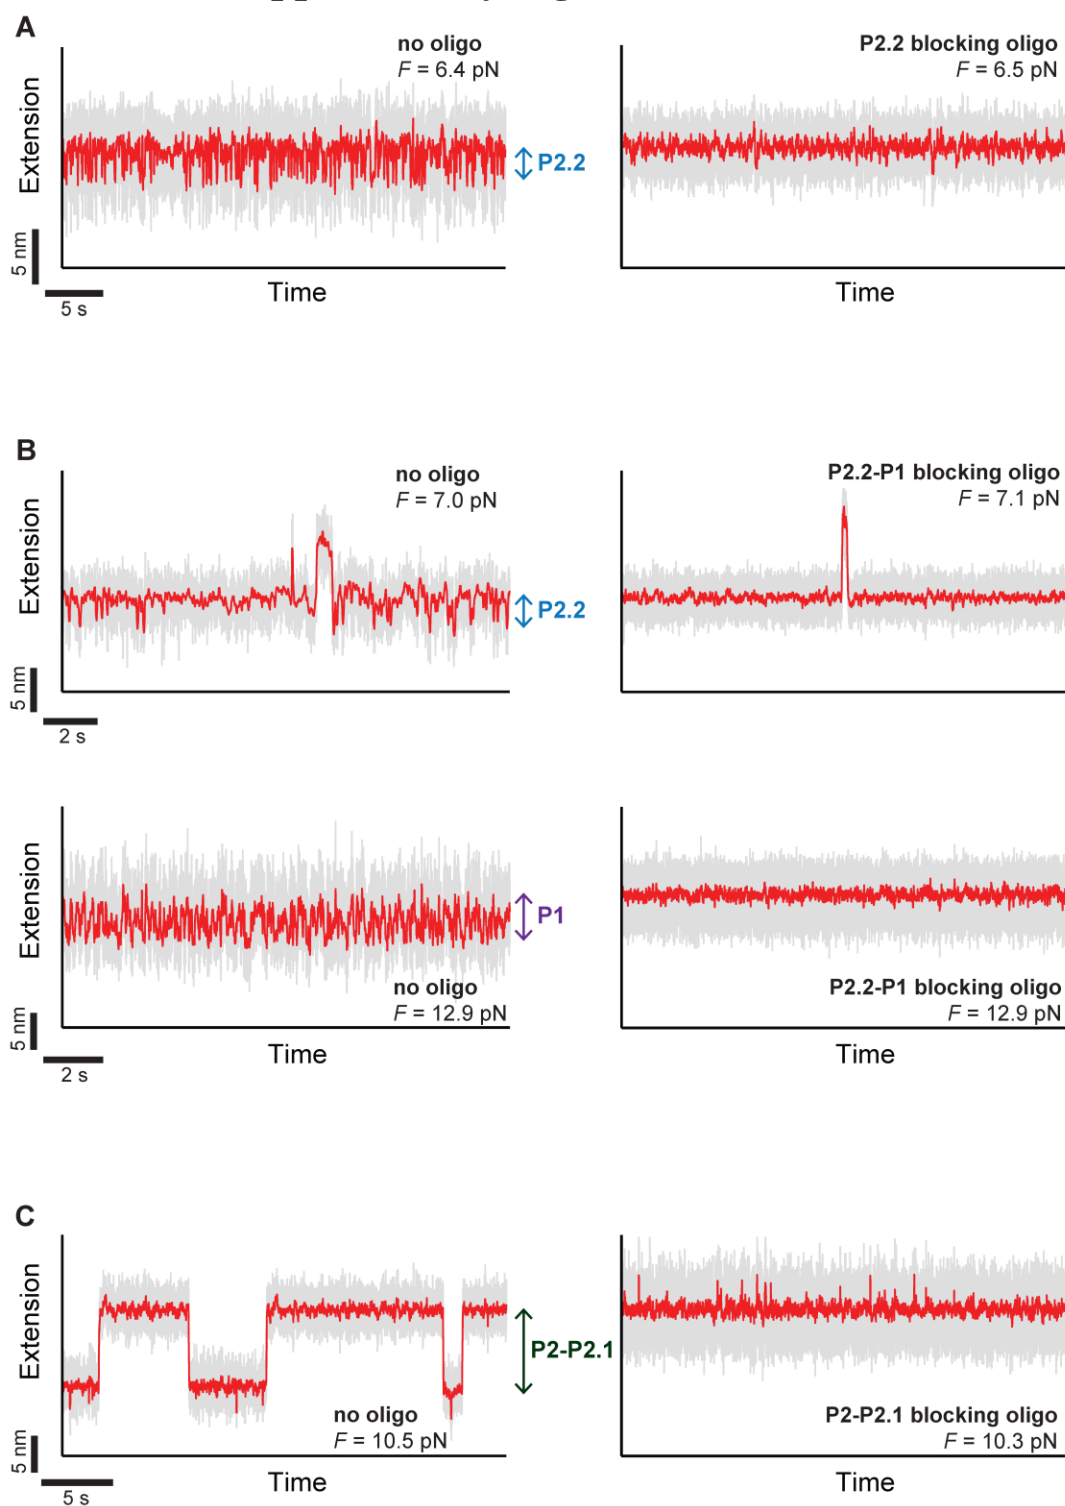 A
no oligo
F = 6.4 pN
Extension
P2.2
5 nm
5 s
Time
P2.2 blocking oligo
F = 6.5 pN
Time
B
no oligo
F = 7.0 pN
Extension
P2.2
5 nm
2 s
P2.2-P1 blocking oligo
F = 7.1 pN
Extension
P1
no oligo
F = 12.9 pN
5 nm
2 s
Time
P2.2-P1 blocking oligo
F = 12.9 pN
Time
C
Extension
P2-P2.1
no oligo
F = 10.5 pN
5 nm
5 s
Time
P2-P2.1 blocking oligo
F = 10.3 pN
Time